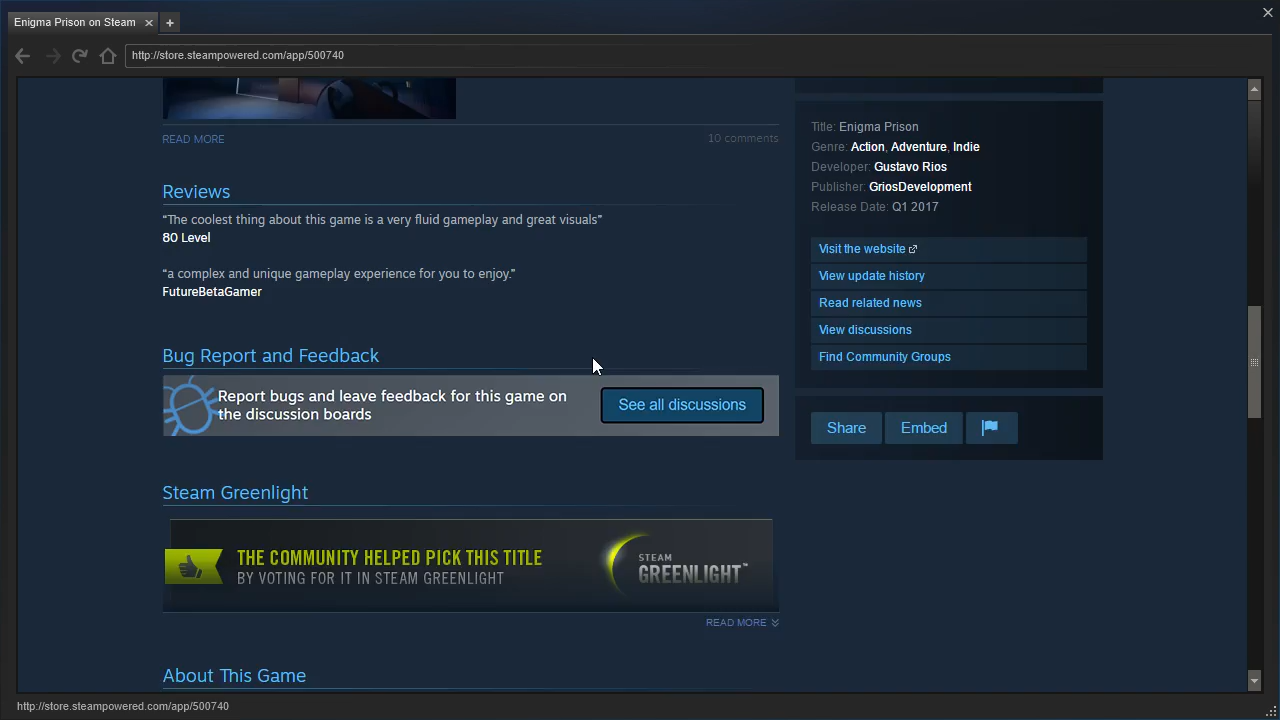 Enigma Prison on Steam
http://store.steampowered.com/app/500740
READ MORE
10 comments
Reviews
“The coolest thing about this game is a very fluid gameplay and great visuals”
80 Level
“a complex and unique gameplay experience for you to enjoy.”
FutureBetaGamer
Bug Report and Feedback
Report bugs and leave feedback for this game on
the discussion boards
See all discussions
Steam Greenlight
THE COMMUNITY HELPED PICK THIS TITLE
BY VOTING FOR IT IN STEAM GREENLIGHT
STEAM
GREENLIGHT™
READ MORE
About This Game
Title: Enigma Prison
Genre: Action, Adventure, Indie
Developer: Gustavo Rios
Publisher: GriosDevelopment
Release Date: Q1 2017
Visit the website
View update history
Read related news
View discussions
Find Community Groups
Share
Embed
http://store.steampowered.com/app/500740